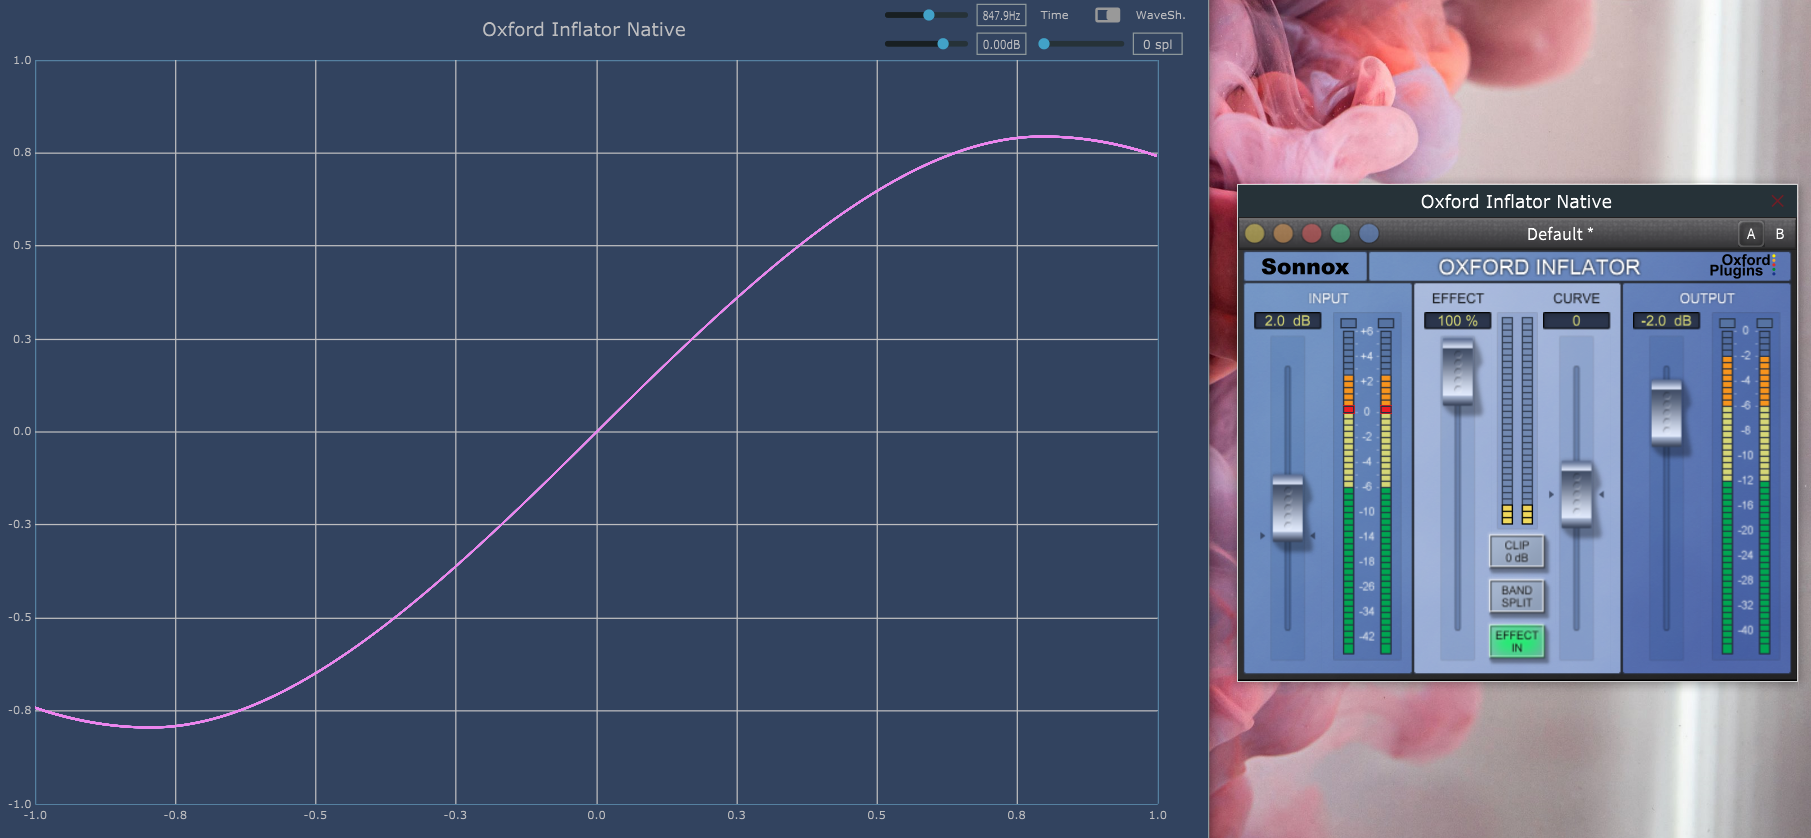 Oxford Inflator Native
847.9Hz Time WaveSh.
0.00dB 0 spl
1.0
0.8
0.5
0.3
0.0
-0.3
-0.5
-0.8
-1.0
-1.0 -0.8 -0.5 -0.3 0.0 0.3 0.5 0.8 1.0
Oxford Inflator Native
Default * A B
Sonnox OXFORD INFLATOR Oxford Plugins
INPUT
2.0 dB
+6
+4
+2
0
-2
-4
-6
-10
-14
-18
-26
-34
-42
EFFECT CURVE
100 % 0
CLIP
0 dB
BAND
SPLIT
EFFECT
IN
OUTPUT
-2.0 dB
0
-2
-4
-6
-8
-10
-12
-16
-20
-24
-28
-32
-40